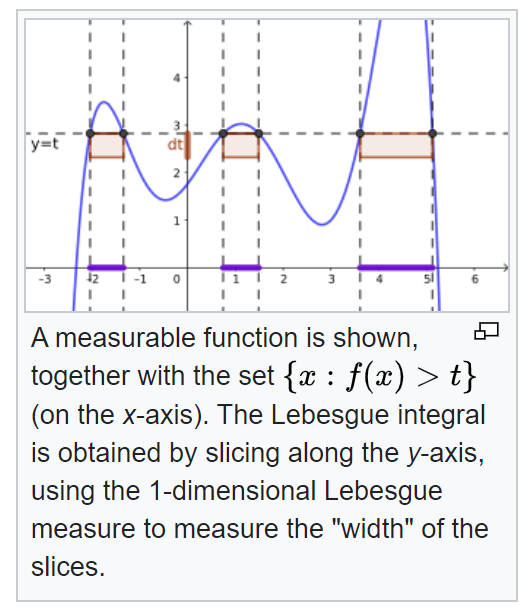 4
3
y=t
dt
2
1
-3 -2 -1 0 1 2 3 4 5 6
A measurable function is shown,
together with the set {x : f(x) > t}
(on the x-axis). The Lebesgue integral
is obtained by slicing along the y-axis,
using the 1-dimensional Lebesgue
measure to measure the "width" of the
slices.